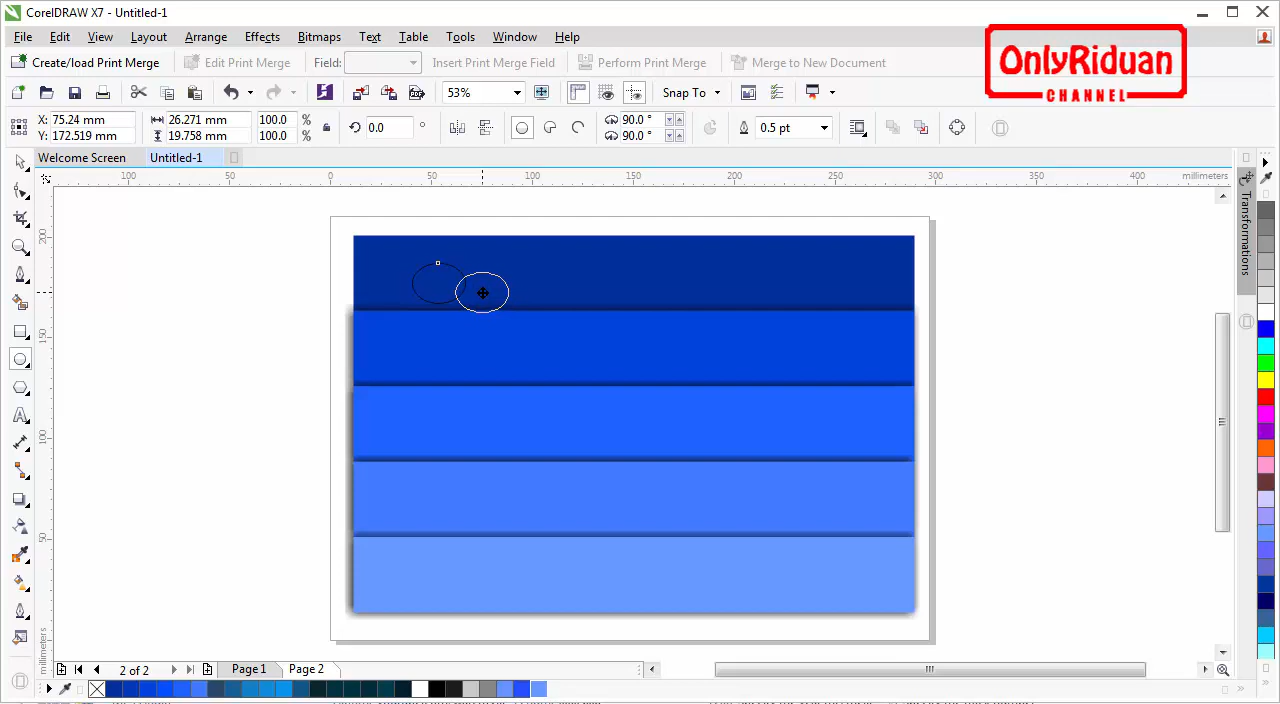 CorelDRAW X7 - Untitled-1
File Edit View Layout Arrange Effects Bitmaps Text Table Tools Window Help
OnlyRiduan
CHANNEL
Create/load Print Merge Edit Print Merge Merge Field Perform Print Merge Merge to New Document
53% Snap To
X: 75.24 mm 26.271 mm 100.0 % 0.0 ° 90.0 ° 0.5 pt
Y: 172.519 mm 19.758 mm 100.0 % 90.0 °
Welcome Screen Untitled-1
100 50 0 50 100 150 200 250 300 350 400 millimeters
200
150
100
50
millimeters
Transformations
2 of 2 Page 1 Page 2